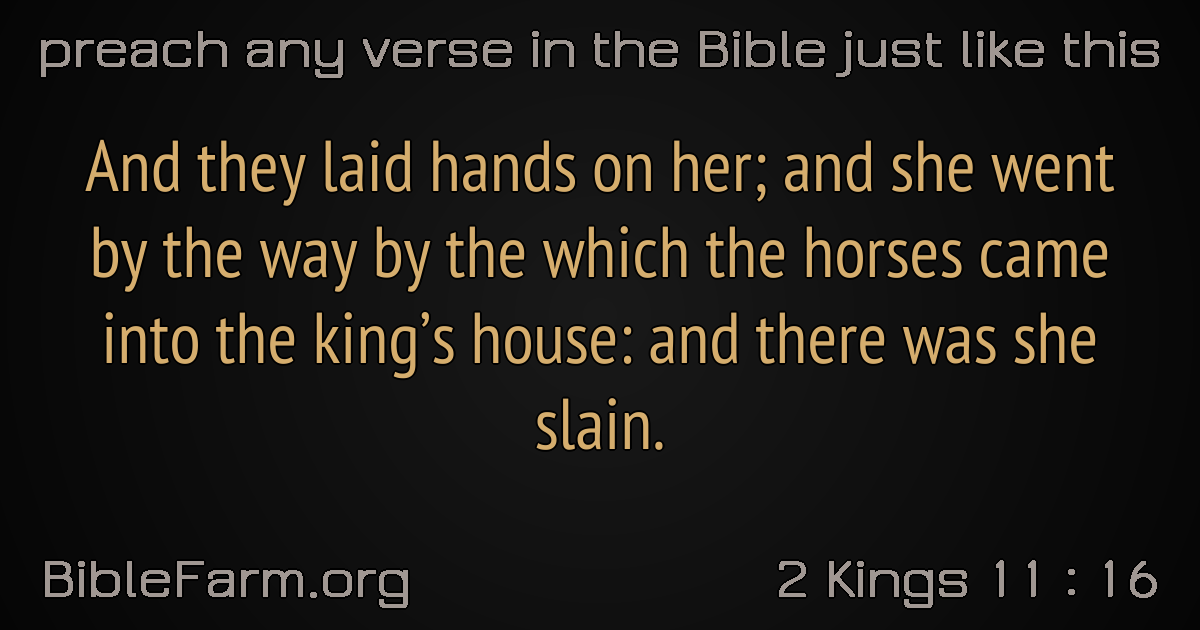 preach any verse in the Bible just like this
And they laid hands on her; and she went
by the way by the which the horses came
into the king’s house: and there was she
slain.
BibleFarm.org
2 Kings 11 : 16